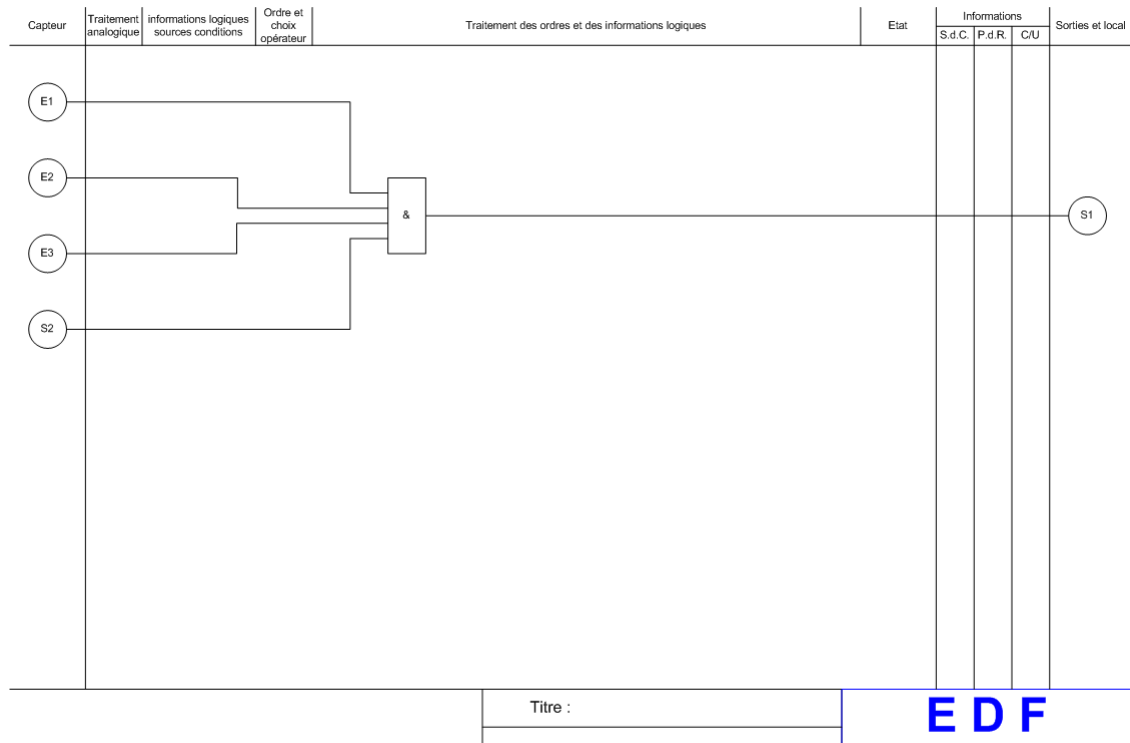 Capteur
Traitement
analogique
informations logiques
sources conditions
Ordre et
choix
opérateur
Traitement des ordres et des informations logiques
Etat
Informations
S.d.C.
P.d.R.
C/U
Sorties et local
E1
E2
&
S1
E3
S2
Titre :
E D F